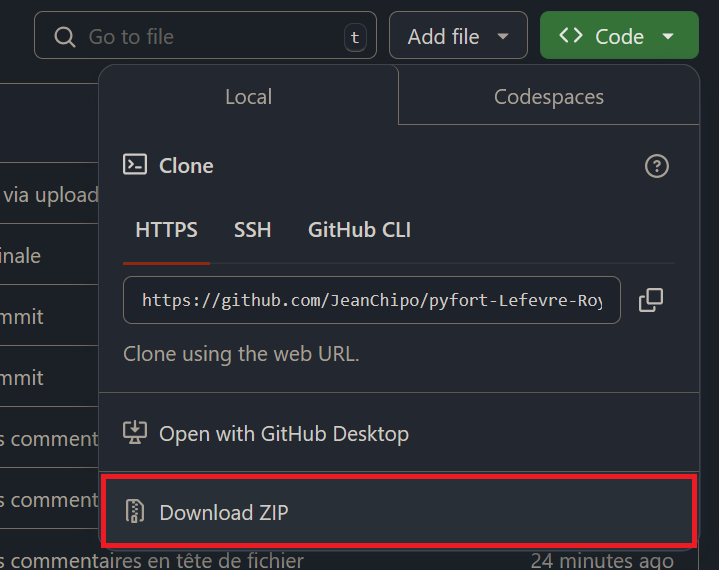 Go to file t Add file Code
Local Codespaces
Clone
via upload
HTTPS SSH GitHub CLI
inale
https://github.com/JeanChipo/pyfort-Lefevre-Roy
mmit
Clone using the web URL.
mmit
Open with GitHub Desktop
s comment
s comment
Download ZIP
s commentaires en tête de fichier 24 minutes ago